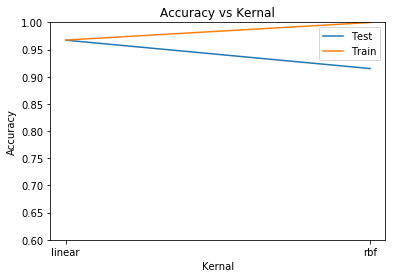 Accuracy vs Kernal
1.00
0.95
0.90
0.85
0.80
0.75
0.70
0.65
0.60
Accuracy
Test
Train
linear
rbf
Kernal